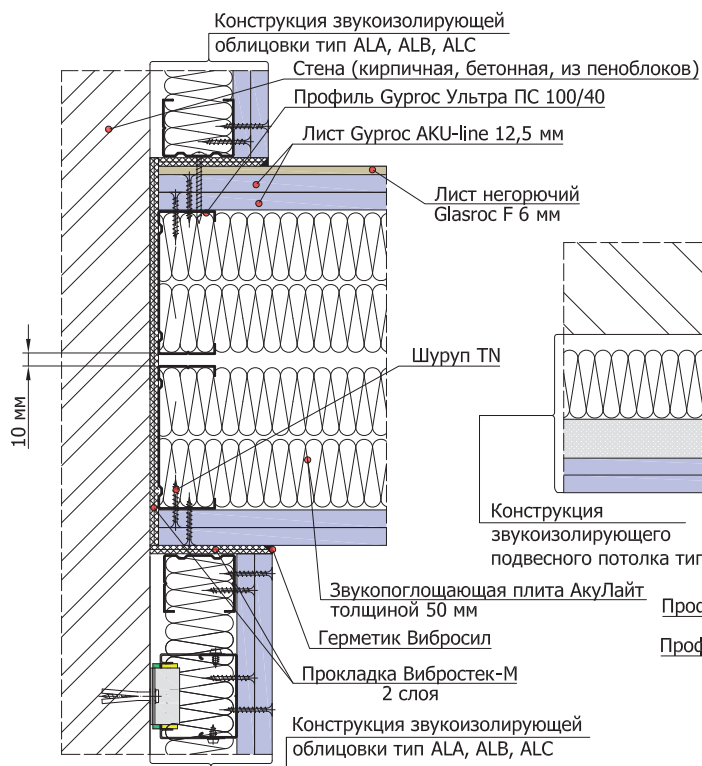 Конструкция звукоизолирующей
облицовки тип ALA, ALB, ALC
Стена (кирпичная, бетонная, из пеноблоков)
Профиль Gyproc Ультра ПС 100/40
Лист Gyproc AKU-line 12,5 мм
Лист негорючий
Glasroc F 6 мм
Шуруп TN
10 мм
Конструкция
звукоизолирующего
подвесного потолка тип
Звукопоглощающая плита АкуЛайт
толщиной 50 мм
Проф
Герметик Вибросил
Проф
Прокладка Вибростек-М
2 слоя
Конструкция звукоизолирующей
облицовки тип ALA, ALB, ALC